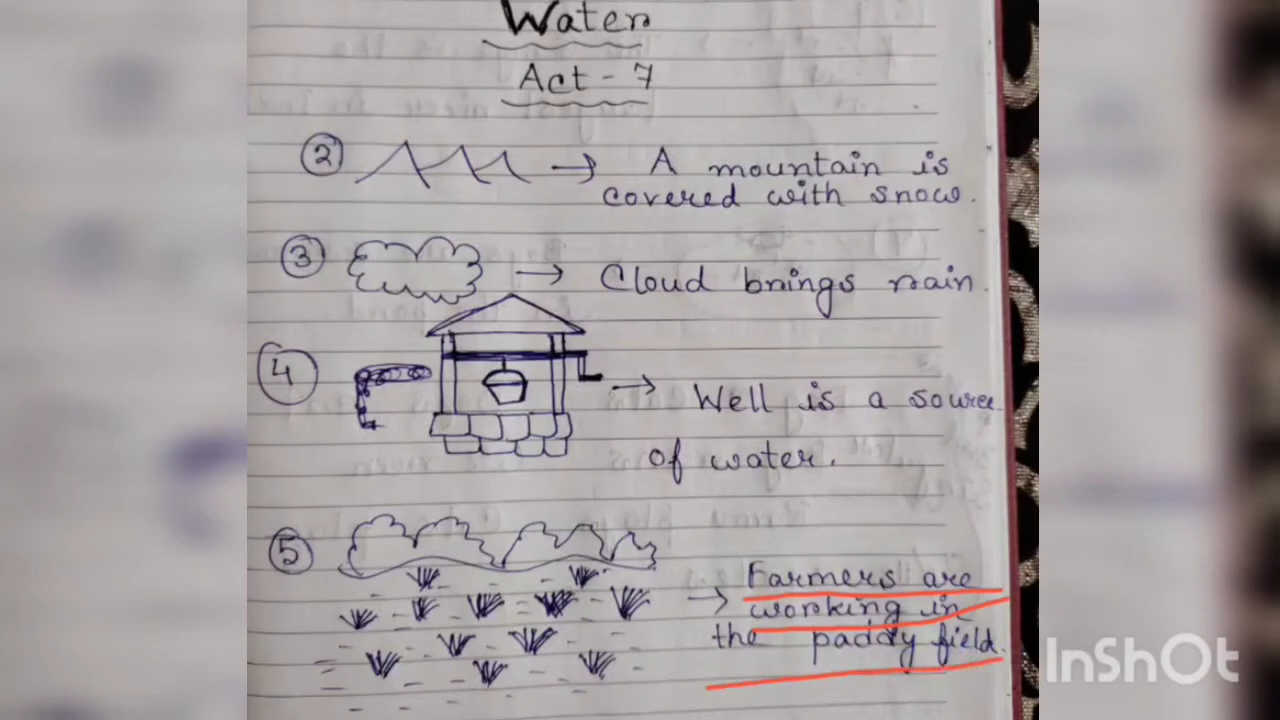 Water
Act - 7
② → A mountain is
covered with snow.
③ → Cloud brings rain.
④ → Well is a source
of water.
⑤ → Farmers are
working in
the paddy field.
InShOt